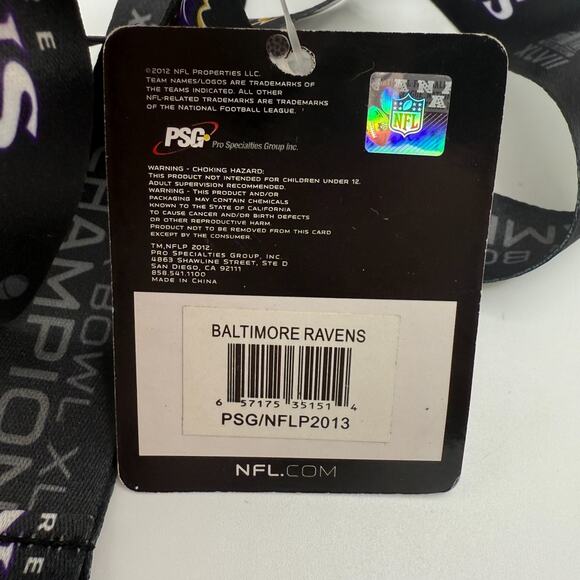 ©2012 NFL PROPERTIES LLC.
TEAM NAMES/LOGOS ARE TRADEMARKS OF
THE TEAMS INDICATED. ALL OTHER
NFL-RELATED TRADEMARKS ARE TRADEMARKS
OF THE NATIONAL FOOTBALL LEAGUE.
NFL
PSG Pro Specialties Group Inc.
WARNING - CHOKING HAZARD:
THIS PRODUCT NOT INTENDED FOR CHILDREN UNDER 12.
ADULT SUPERVISION RECOMMENDED.
WARNING - THIS PRODUCT AND/OR
PACKAGING MAY CONTAIN CHEMICALS
KNOWN TO THE STATE OF CALIFORNIA
TO CAUSE CANCER AND/OR BIRTH DEFECTS
OR OTHER REPRODUCTIVE HARM
PRODUCT NOT TO BE REMOVED FROM THIS CARD
EXCEPT BY THE CONSUMER.
TM,NFLP 2012.
PRO SPECIALTIES GROUP, INC.
4863 SHAWLINE STREET, STE D
SAN DIEGO, CA 92111
858.541.1100
MADE IN CHINA
BALTIMORE RAVENS
6 57175 35151 4
PSG/NFLP2013
NFL.COM
BOWL XL
CHAMPION
XLVII